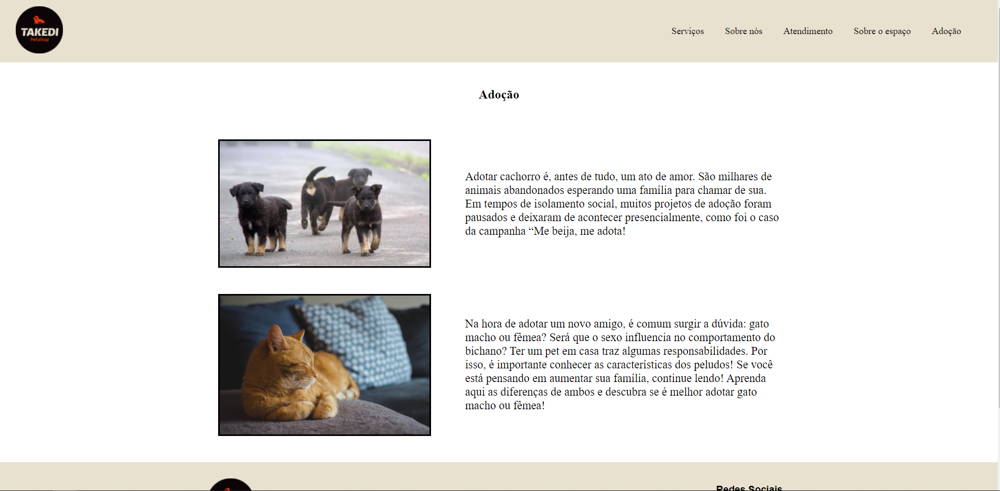 TAKEDI
Petshop
Serviços
Sobre nós
Atendimento
Sobre o espaço
Adoção
Adoção
Adotar cachorro é, antes de tudo, um ato de amor. São milhares de
animais abandonados esperando uma família para chamar de sua.
Em tempos de isolamento social, muitos projetos de adoção foram
pausados e deixaram de acontecer presencialmente, como foi o caso
da campanha “Me beija, me adota!
Na hora de adotar um novo amigo, é comum surgir a dúvida: gato
macho ou fêmea? Será que o sexo influencia no comportamento do
bichano? Ter um pet em casa traz algumas responsabilidades. Por
isso, é importante conhecer as características dos peludos! Se você
está pensando em aumentar sua família, continue lendo! Aprenda
aqui as diferenças de ambos e descubra se é melhor adotar gato
macho ou fêmea!
Redes Sociais